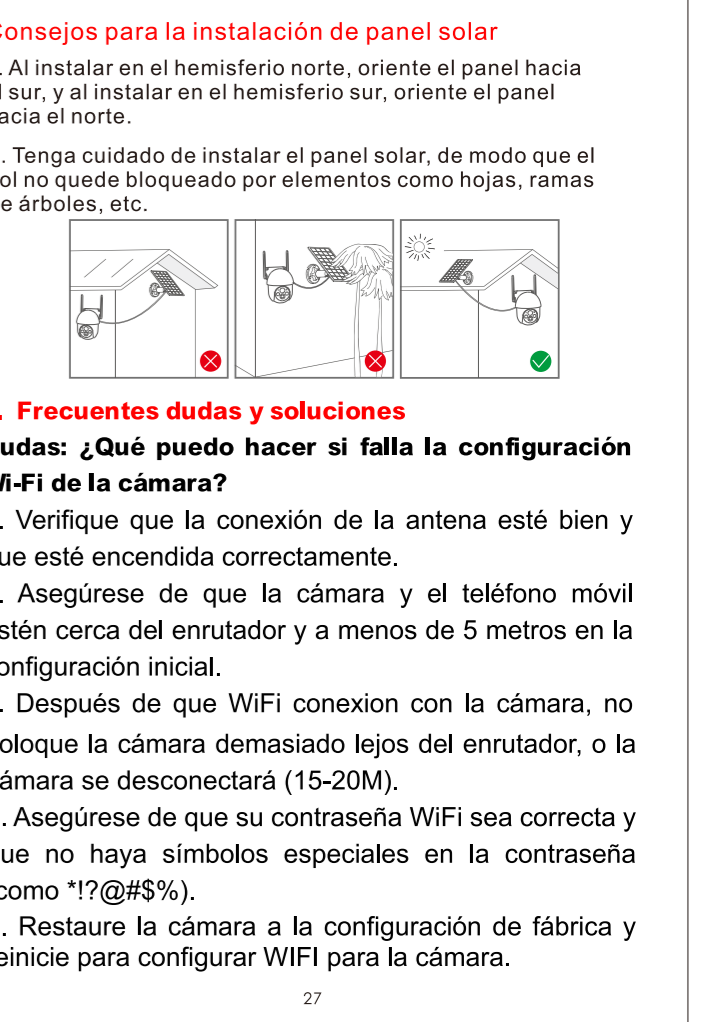 Consejos para la instalación de panel solar
. Al instalar en el hemisferio norte, oriente el panel hacia
l sur, y al instalar en el hemisferio sur, oriente el panel
acia el norte.
. Tenga cuidado de instalar el panel solar, de modo que el
ol no quede bloqueado por elementos como hojas, ramas
e árboles, etc.
. Frecuentes dudas y soluciones
udas: ¿Qué puedo hacer si falla la configuración
Wi-Fi de la cámara?
. Verifique que la conexión de la antena esté bien y
ue esté encendida correctamente.
. Asegúrese de que la cámara y el teléfono móvil
stén cerca del enrutador y a menos de 5 metros en la
onfiguración inicial.
. Después de que WiFi conexion con la cámara, no
oloque la cámara demasiado lejos del enrutador, o la
ámara se desconectará (15-20M).
. Asegúrese de que su contraseña WiFi sea correcta y
ue no haya símbolos especiales en la contraseña
como *!?@#$%).
. Restaure la cámara a la configuración de fábrica y
einicie para configurar WIFI para la cámara.
27